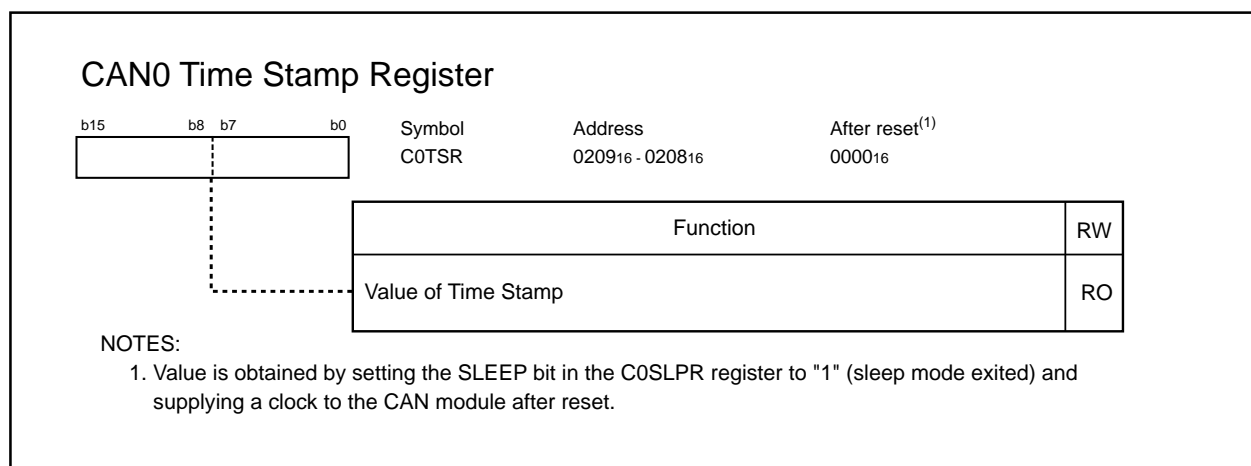 CAN0 Time Stamp Register
b15 b8 b7 b0
Symbol Address After reset(1)
C0TSR 020916 - 020816 000016
Function RW
Value of Time Stamp RO
NOTES:
1. Value is obtained by setting the SLEEP bit in the C0SLPR register to "1" (sleep mode exited) and
supplying a clock to the CAN module after reset.